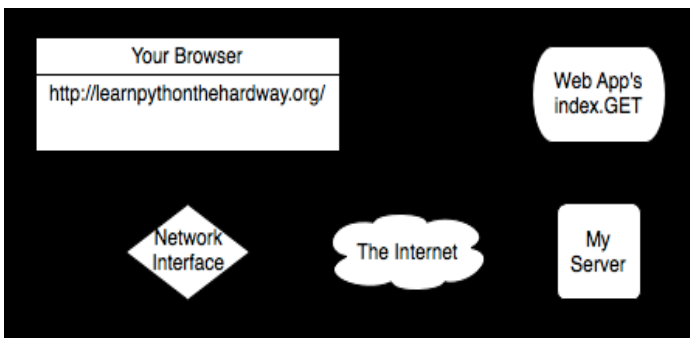 Your Browser
http://learnpythonthehardway.org/
Web App's
index.GET
Network
Interface
The Internet
My
Server